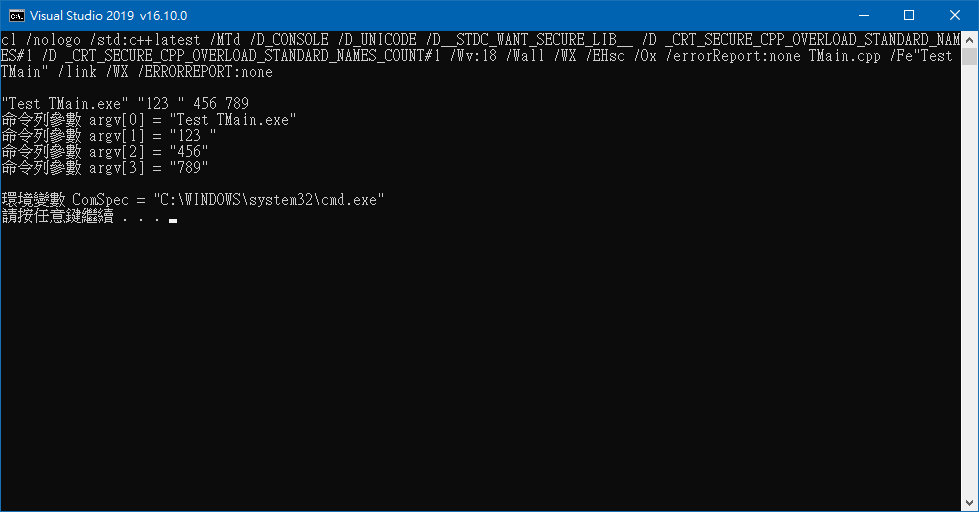 Visual Studio 2019 v16.10.0
cl /nologo /std:c++latest /MTd /D_CONSOLE /D_UNICODE /D__STDC_WANT_SECURE_LIB__ /D _CRT_SECURE_CPP_OVERLOAD_STANDARD_NAM
ES#1 /D _CRT_SECURE_CPP_OVERLOAD_STANDARD_NAMES_COUNT#1 /Wv:18 /Wall /WX /EHsc /Ox /errorReport:none TMain.cpp /Fe"Test
TMain" /link /WX /ERRORREPORT:none
"Test TMain.exe" "123 " 456 789
命令列參數 argv[0] = "Test TMain.exe"
命令列參數 argv[1] = "123 "
命令列參數 argv[2] = "456"
命令列參數 argv[3] = "789"
環境變數 ComSpec = "C:\WINDOWS\system32\cmd.exe"
請按任意鍵繼續 . . .